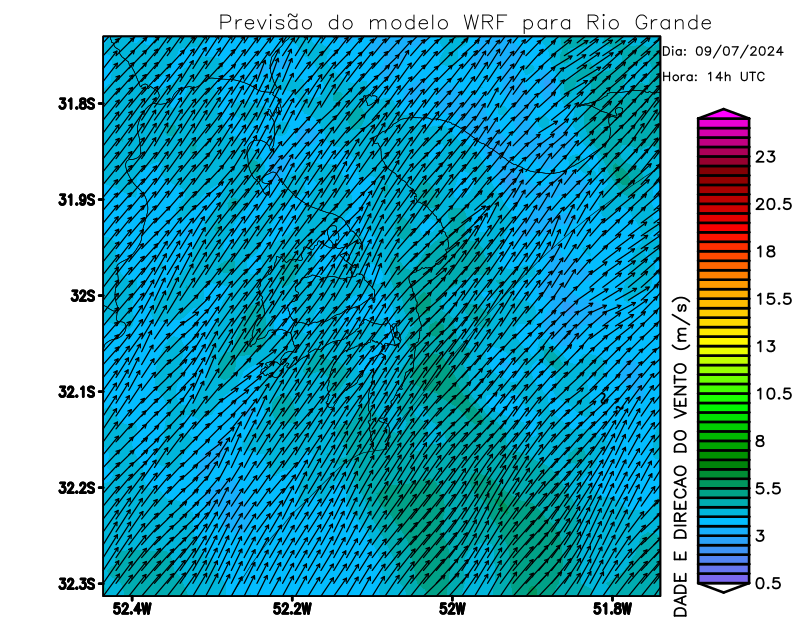 Previsão do modelo WRF para Rio Grande
Dia: 09/07/2024
Hora: 14h UTC
31.8S
31.9S
32S
32.1S
32.2S
32.3S
52.4W
52.2W
52W
51.8W
23
20.5
18
15.5
13
10.5
8
5.5
3
0.5
DADE E DIRECAO DO VENTO (m/s)